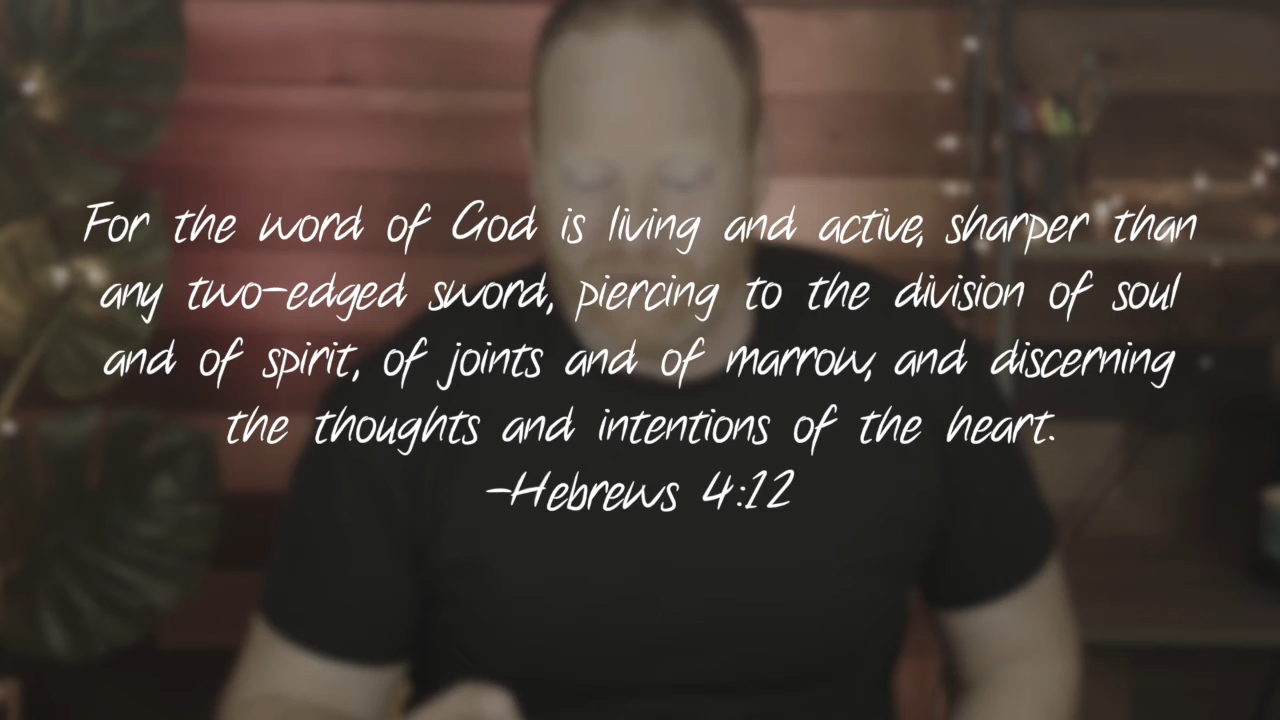 For the word of God is living and active, sharper than
any two-edged sword, piercing to the division of soul
and of spirit, of joints and of marrow, and discerning
the thoughts and intentions of the heart.
-Hebrews 4:12